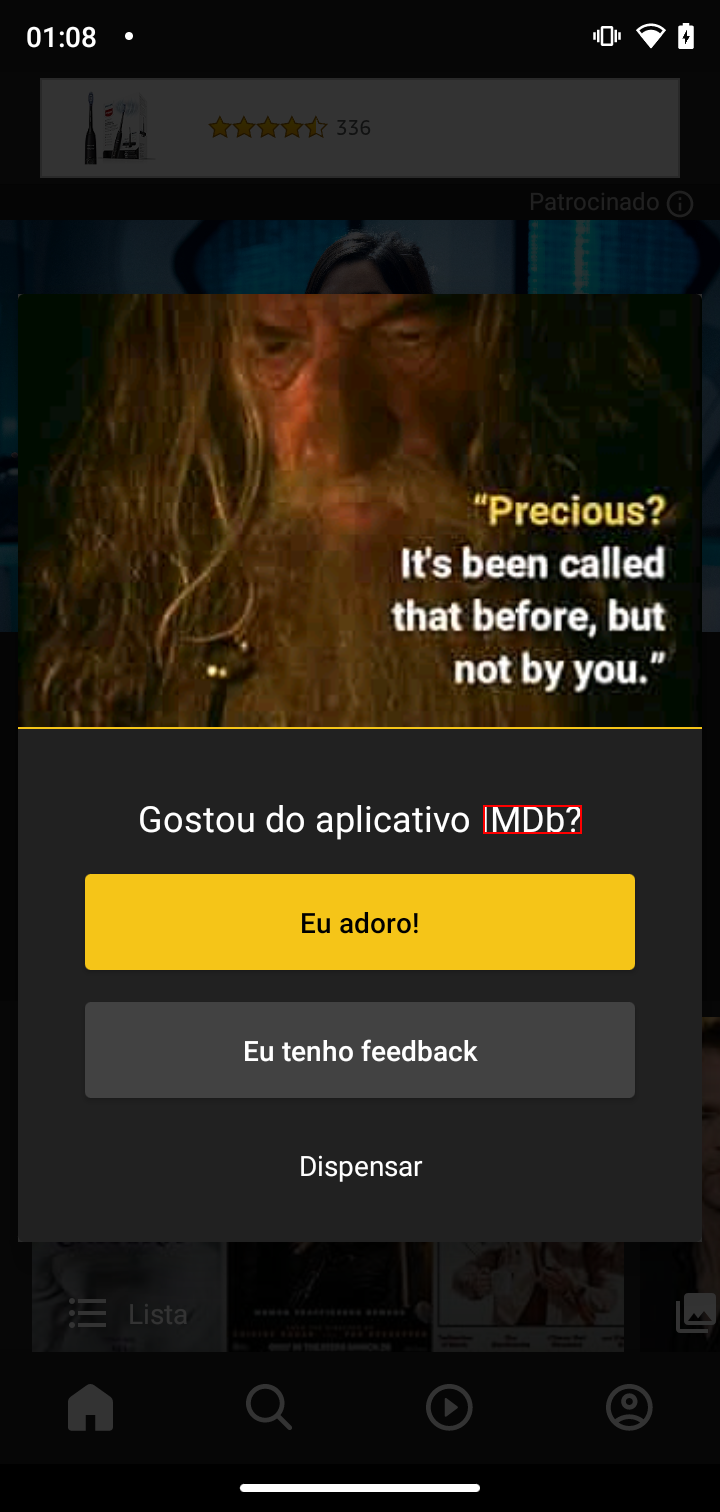 01:08
336
Patrocinado
“Precious?
It's been called
that before, but
not by you.”
Gostou do aplicativo IMDb?
Eu adoro!
Eu tenho feedback
Dispensar
Lista